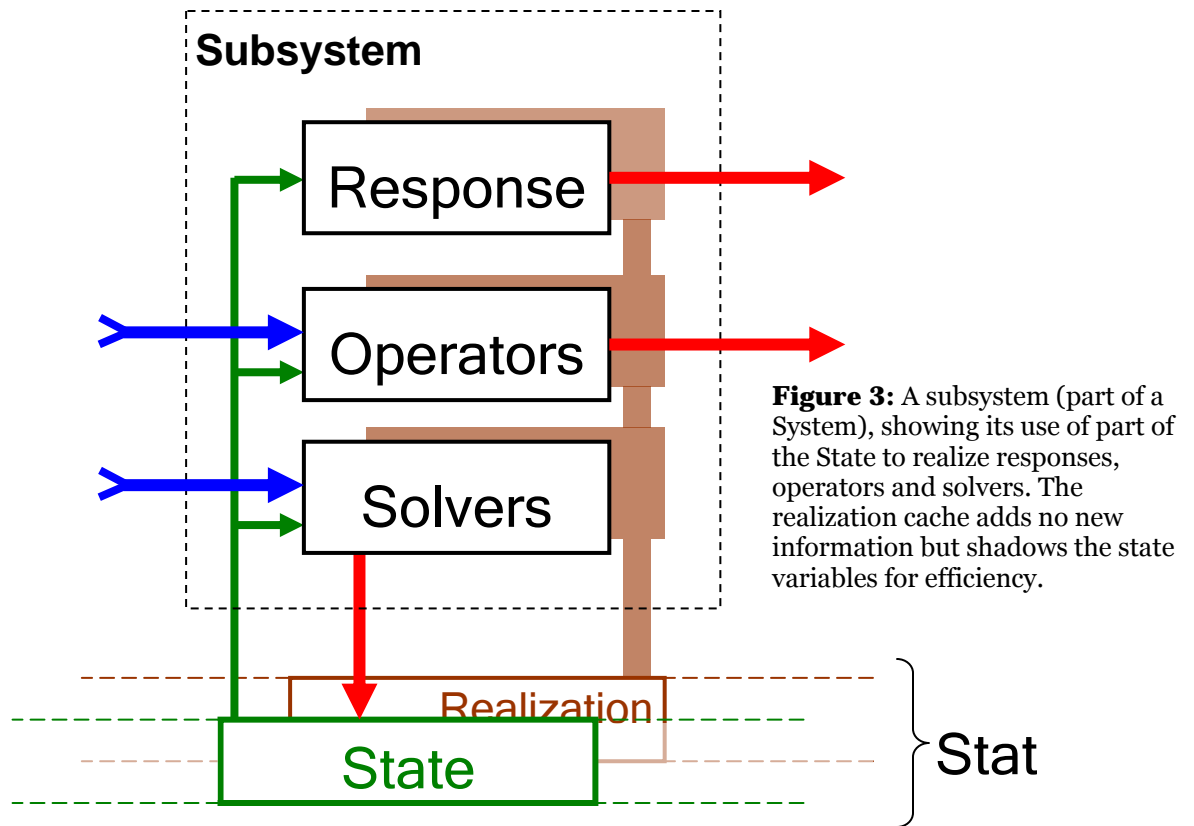 Subsystem
Response
Operators
Solvers
Figure 3: A subsystem (part of a
System), showing its use of part of
the State to realize responses,
operators and solvers. The
realization cache adds no new
information but shadows the state
variables for efficiency.
Realization
State
Stat